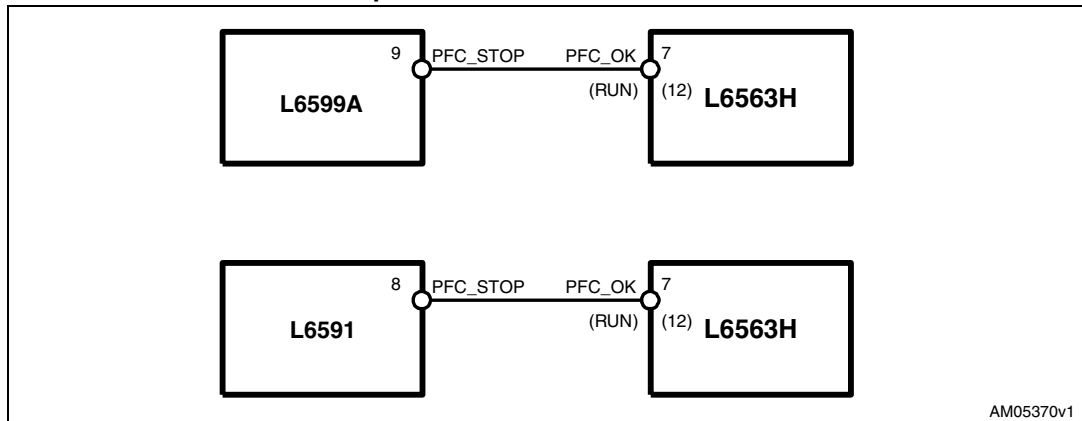 9 PFC_STOP PFC_OK 7
(RUN) (12)
L6599A L6563H
8 PFC_STOP PFC_OK 7
(RUN) (12)
L6591 L6563H
AM05370v1